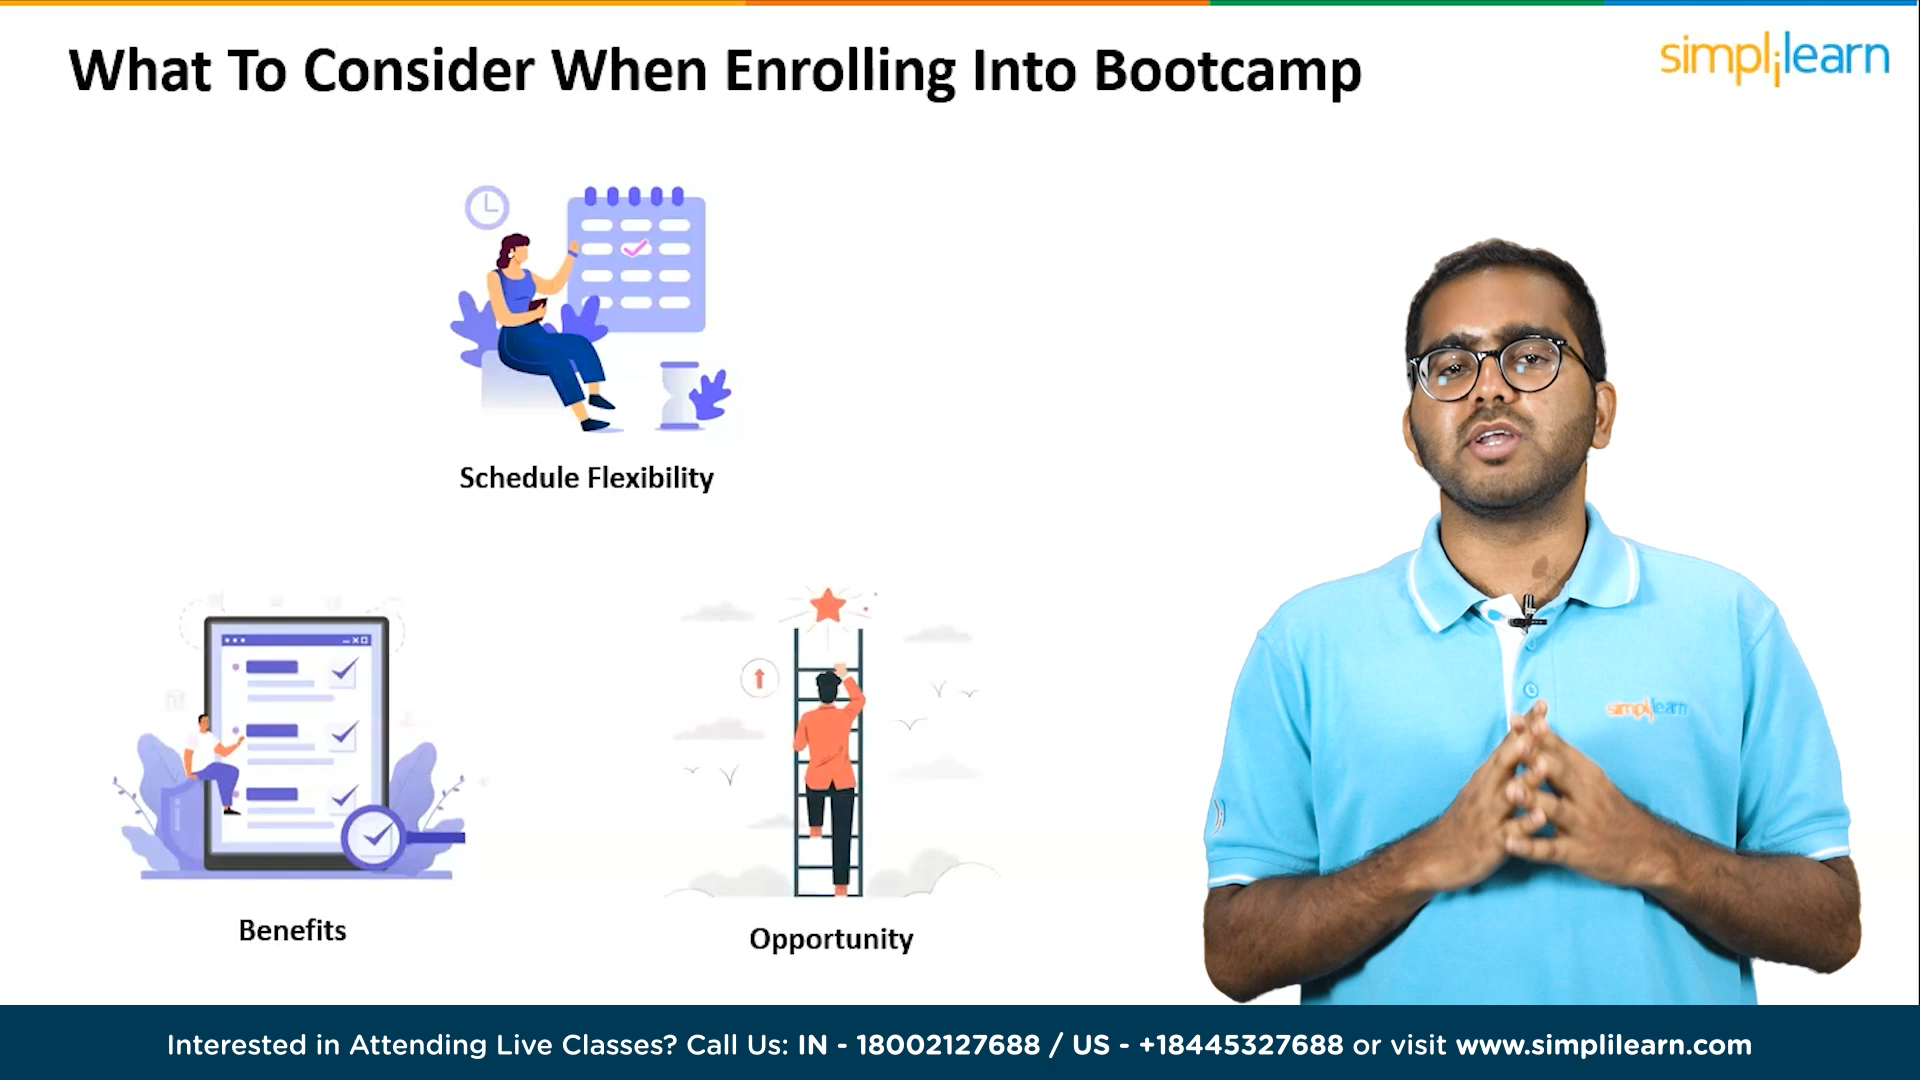 What To Consider When Enrolling Into Bootcamp
simplilearn
Schedule Flexibility
simplilearn
Benefits
Opportunity
Interested in Attending Live Classes? Call Us: IN - 18002127688 / US - +18445327688 or visit www.simplilearn.com